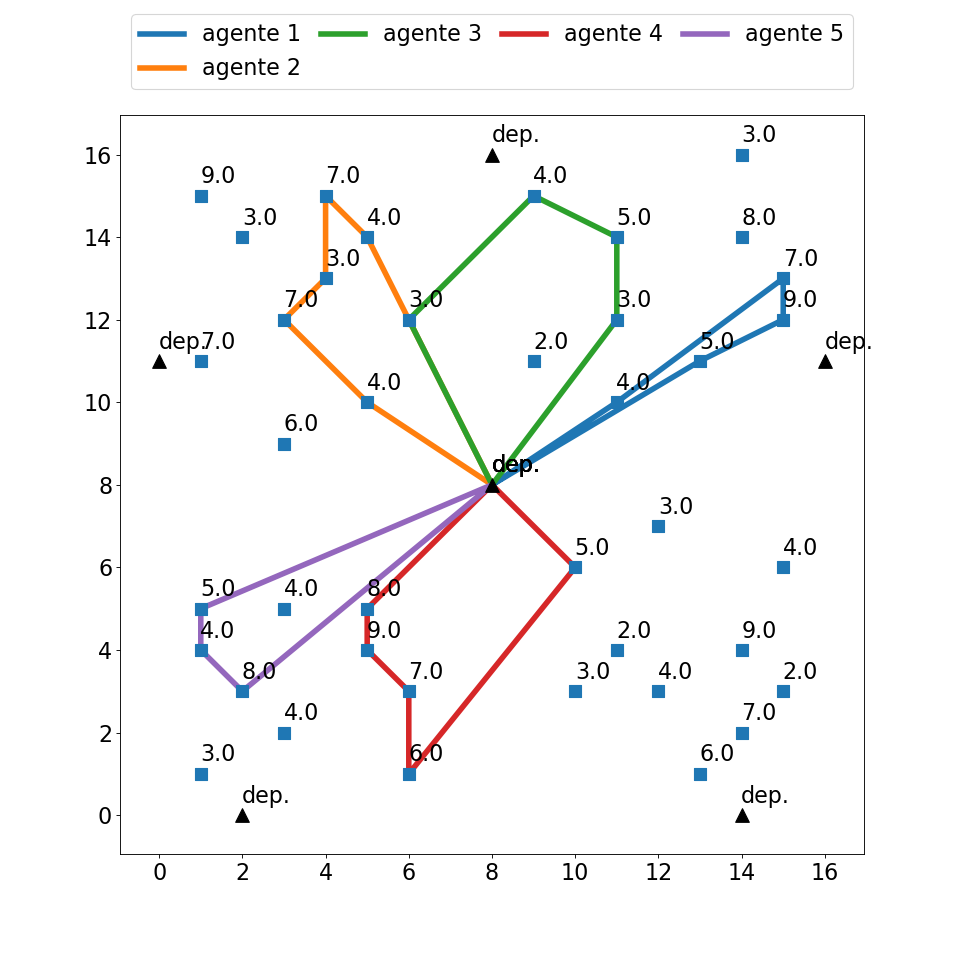 agente 1 agente 3 agente 4 agente 5
agente 2
dep. 3.0
16
9.0 7.0 4.0
3.0 4.0 5.0 8.0
14
3.0 7.0
7.0 3.0 3.0 9.0
12
dep. 7.0 2.0 5.0 dep.
4.0 4.0
10
6.0
dep.
8
3.0
5.0 4.0
6
5.0 4.0 8.0
4.0 9.0 2.0 9.0
4
8.0 7.0 3.0 4.0 2.0
4.0 7.0
2
3.0 6.0 6.0
dep. dep.
0
0 2 4 6 8 10 12 14 16